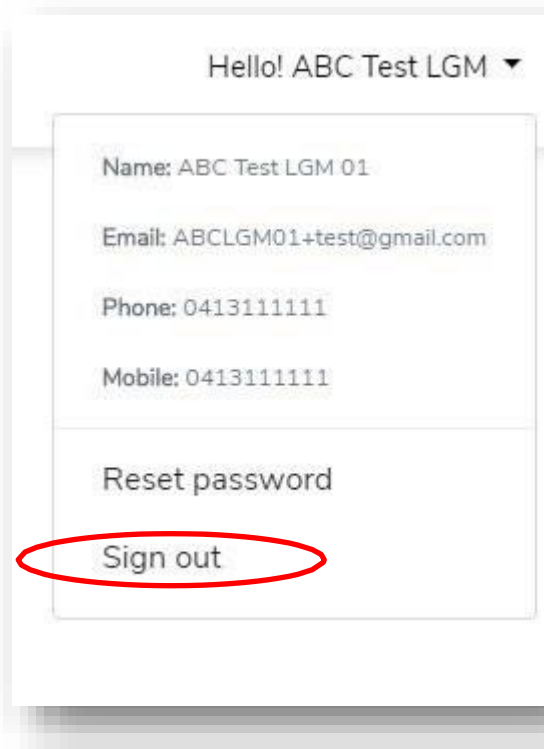 Hello! ABC Test LGM
Name: ABC Test LGM 01
Email: ABCLGM01+test@gmail.com
Phone: 0413111111
Mobile: 0413111111
Reset password
Sign out